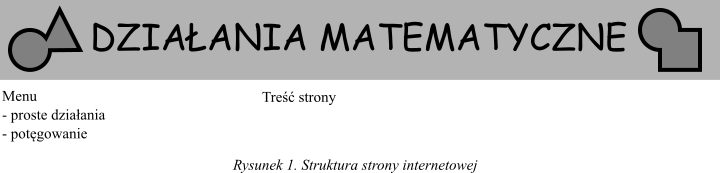 DZIAŁANIA MATEMATYCZNE
Menu
Treść strony
- proste działania
- potęgowanie
Rysunek 1. Struktura strony internetowej